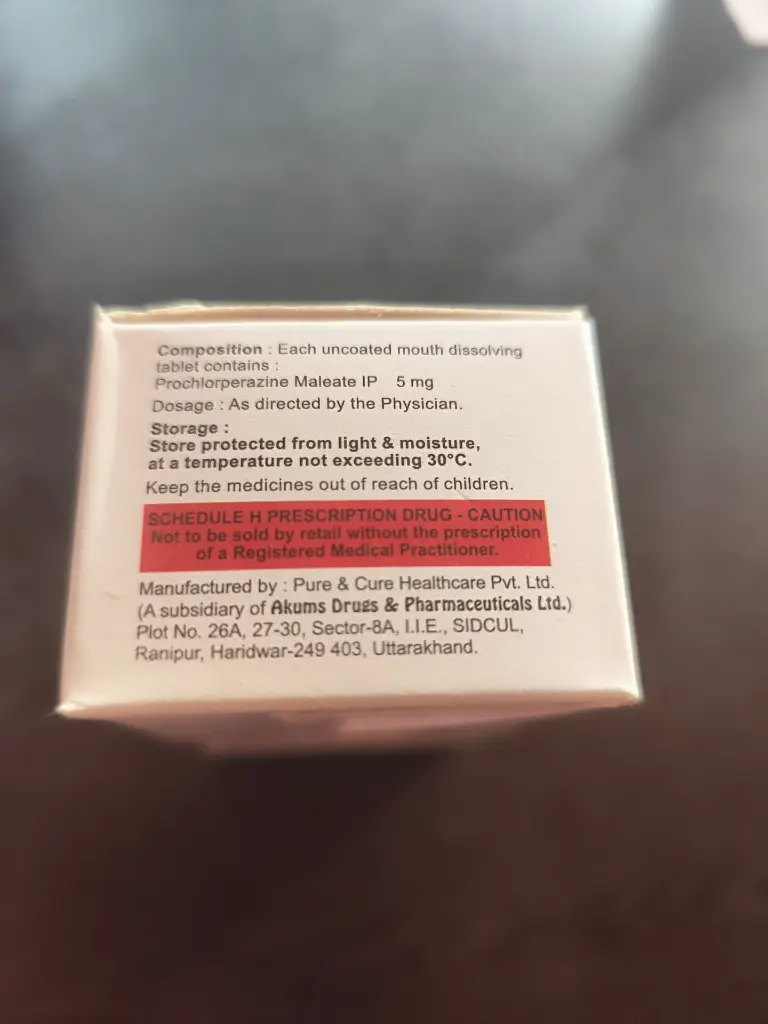 Composition : Each uncoated mouth dissolving
tablet contains :
Prochlorperazine Maleate IP 5 mg
Dosage : As directed by the Physician.
Storage :
Store protected from light & moisture,
at a temperature not exceeding 30°C.
Keep the medicines out of reach of children.
SCHEDULE H PRESCRIPTION DRUG - CAUTION
Not to be sold by retail without the prescription
of a Registered Medical Practitioner.
Manufactured by : Pure & Cure Healthcare Pvt. Ltd.
(A subsidiary of Akums Drugs & Pharmaceuticals Ltd.)
Plot No. 26A, 27-30, Sector-8A, I.I.E., SIDCUL,
Ranipur, Haridwar-249 403, Uttarakhand.